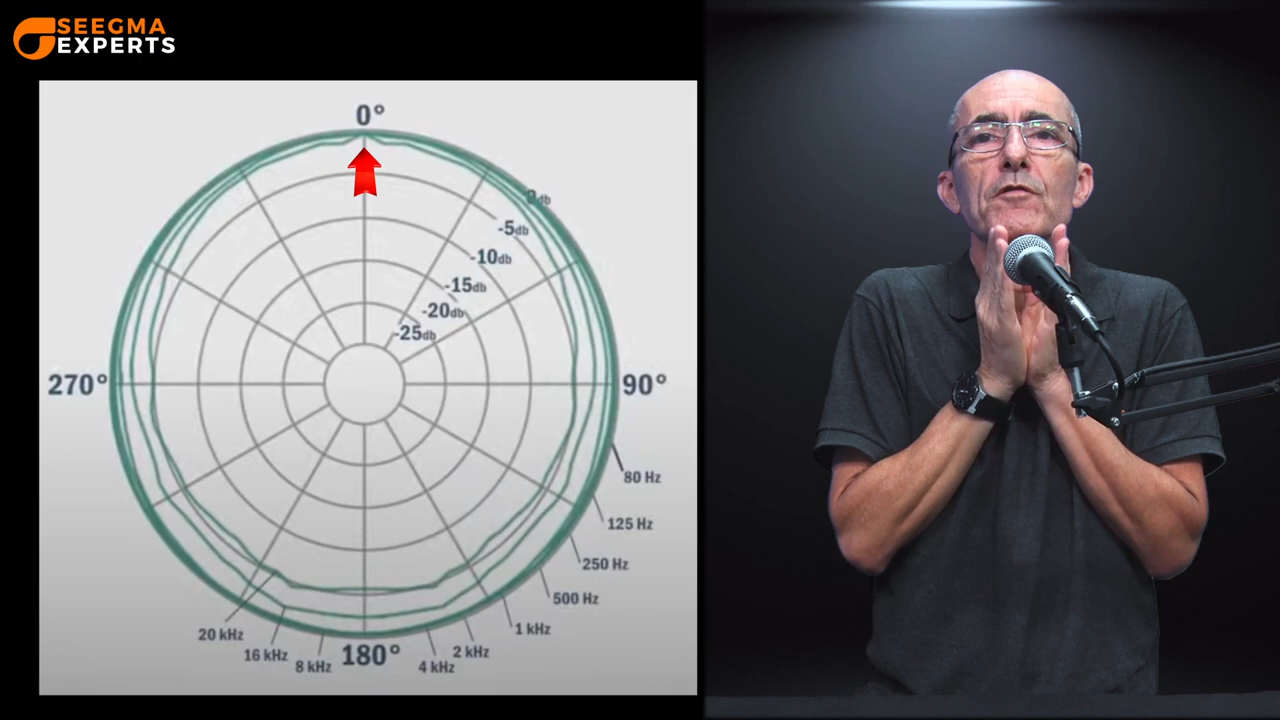 SEEGMA
EXPERTS
0°
0db
-5db
-10db
-15db
-20db
-25db
270°
90°
80 Hz
125 Hz
250 Hz
500 Hz
1 kHz
2 kHz
4 kHz
180°
8 kHz
16 kHz
20 kHz